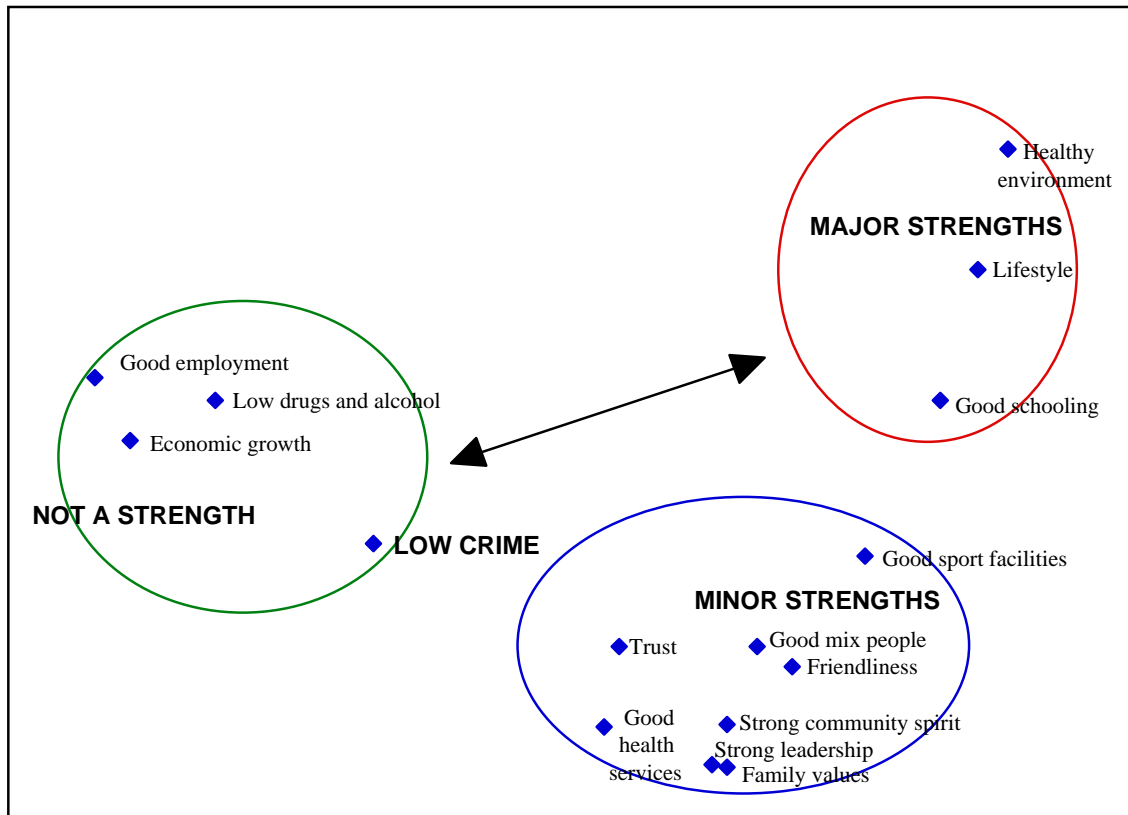 Healthy
environment
MAJOR STRENGTHS
Lifestyle
Good employment
Low drugs and alcohol
Good schooling
Economic growth
NOT A STRENGTH
LOW CRIME
Good sport facilities
MINOR STRENGTHS
Trust
Good mix people
Friendliness
Good
health
services
Strong community spirit
Strong leadership
Family values